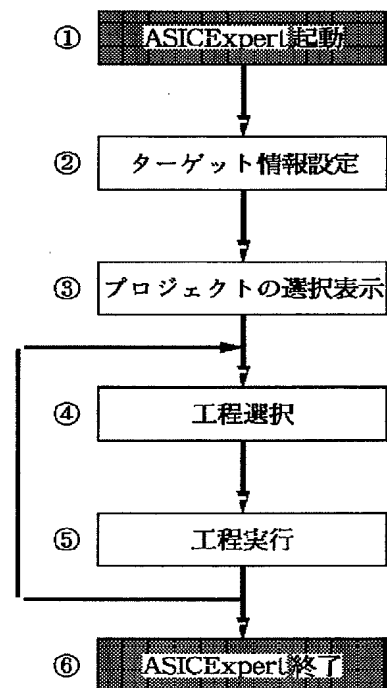 ① ASICExpert起動
② ターゲット情報設定
③ プロジェクトの選択表示
④ 工程選択
⑤ 工程実行
⑥ ASICExpert終了